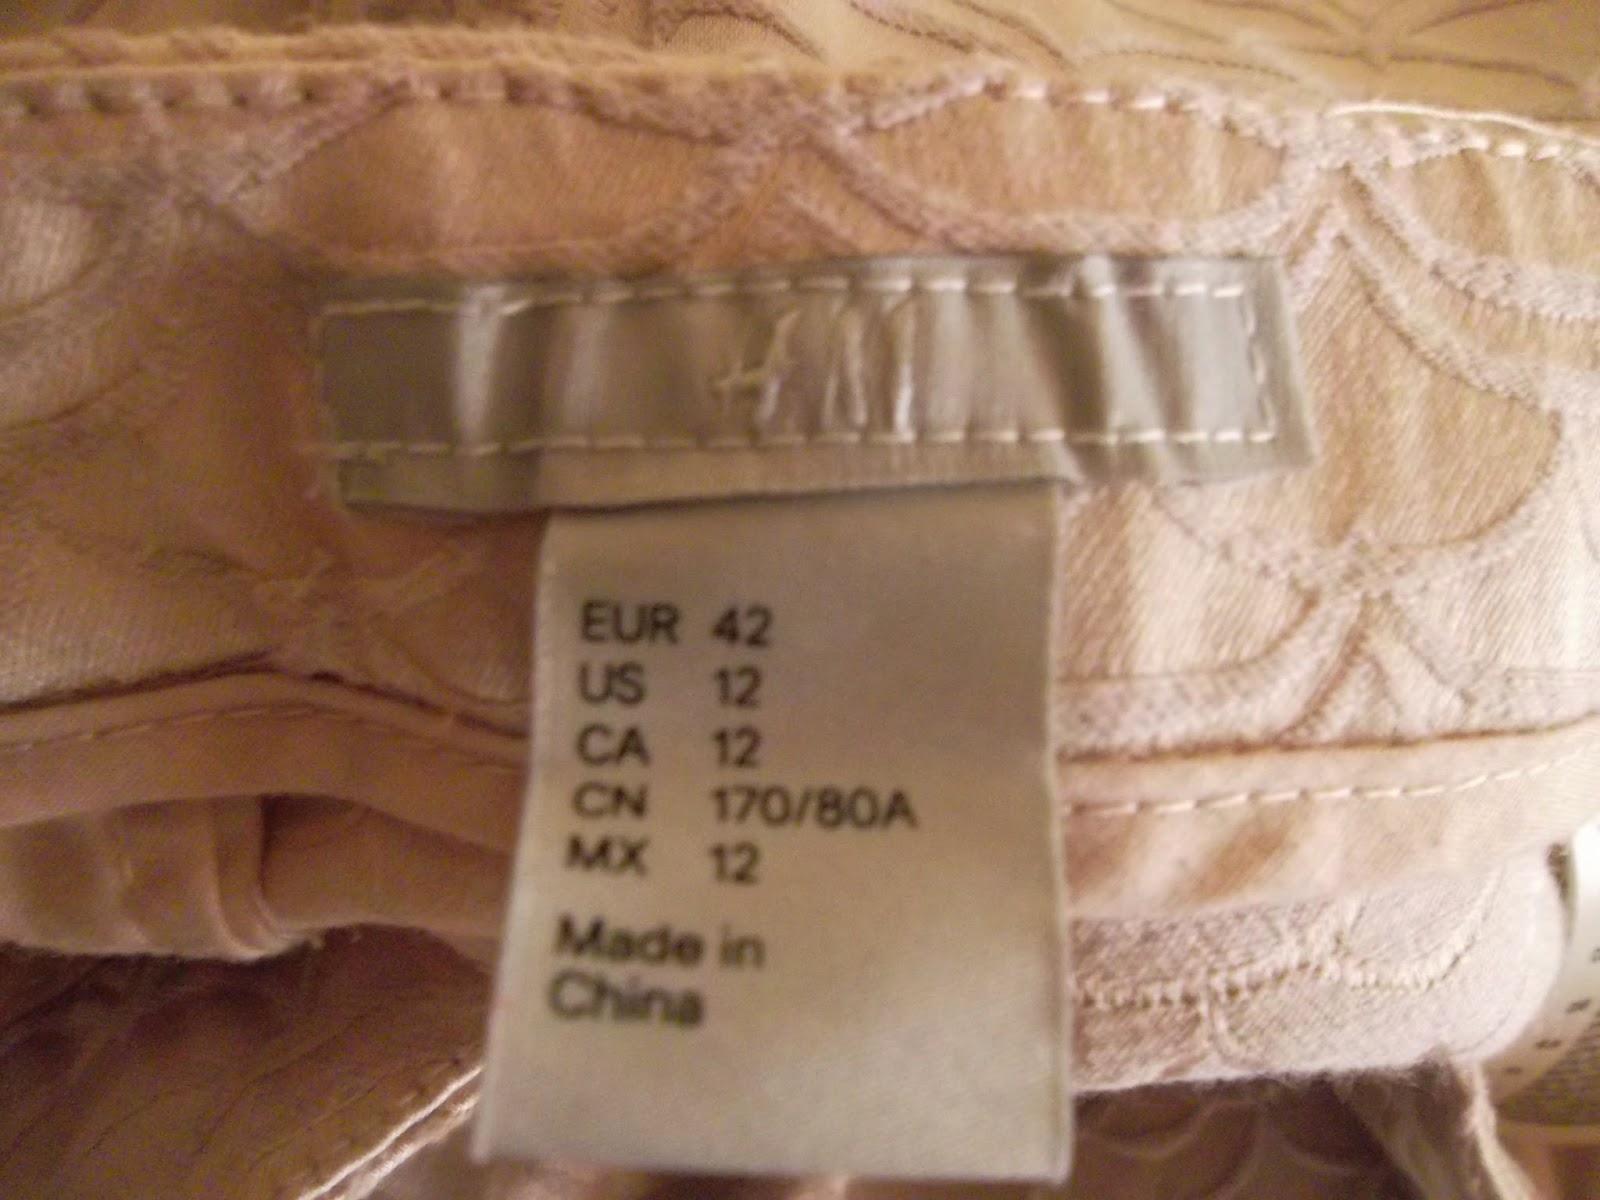 EUR 42
US 12
CA 12
CN 170/80A
MX 12
Made in
China